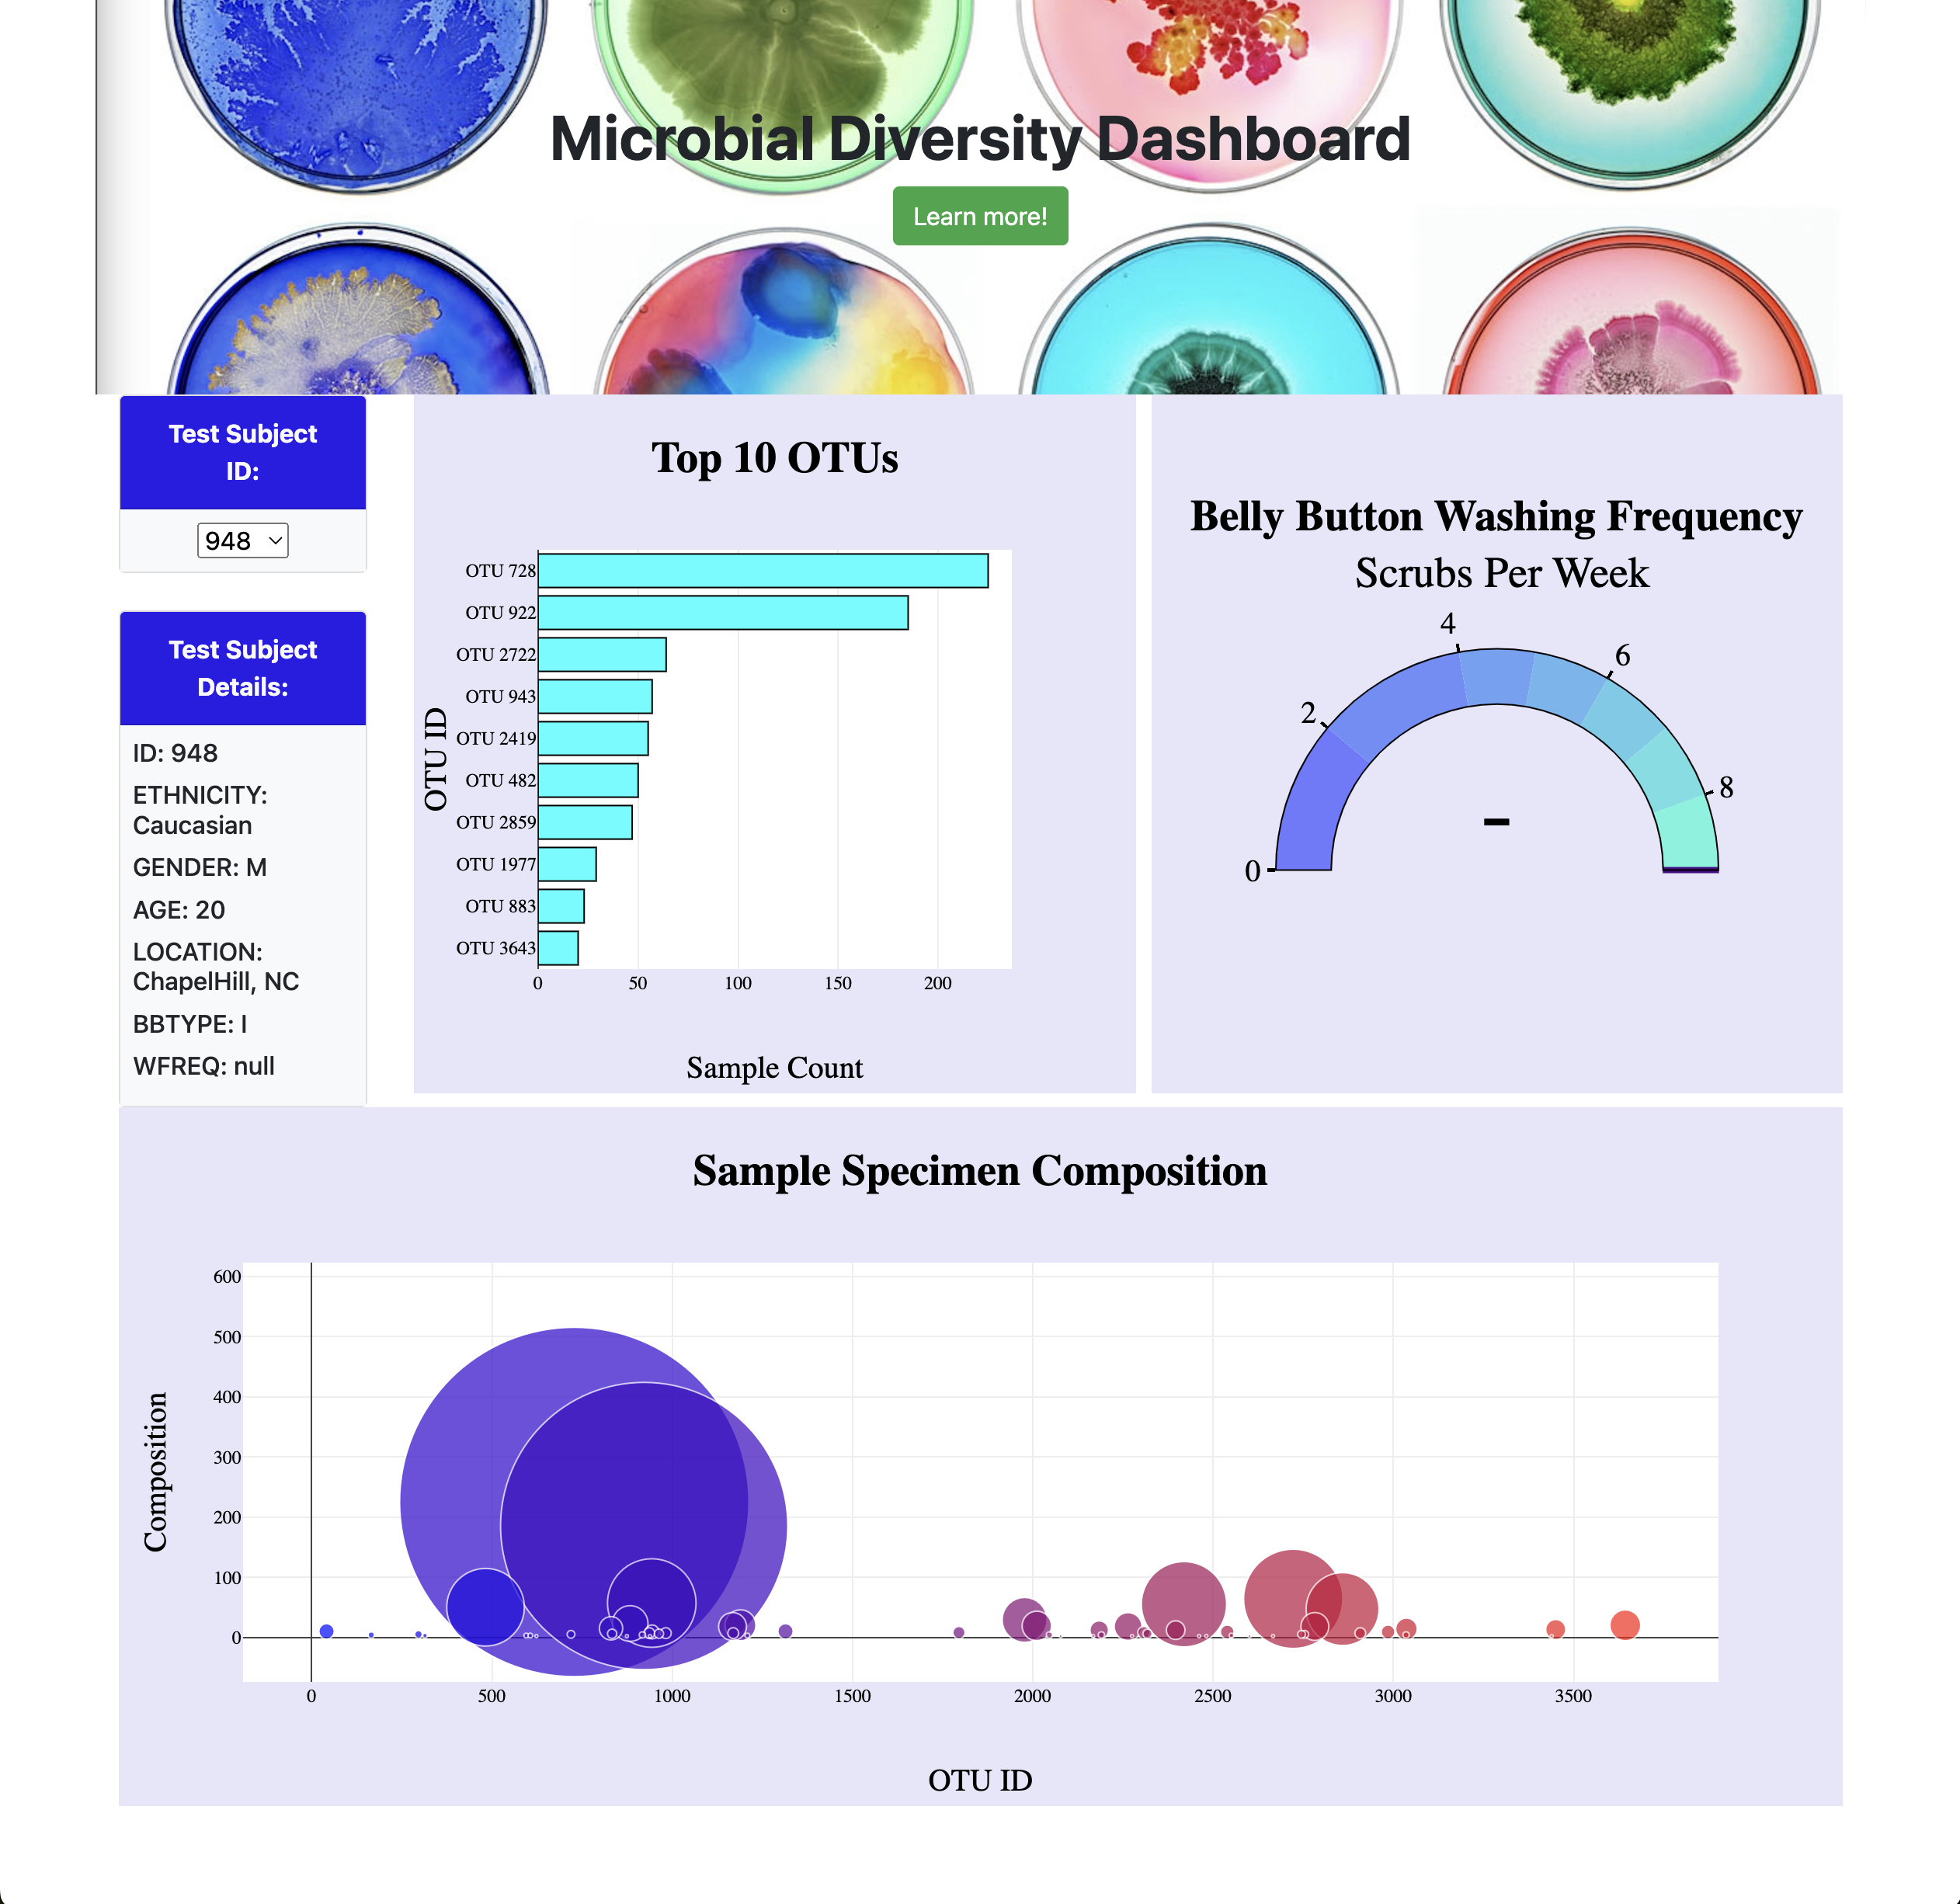 Microbial Diversity Dashboard
Learn more!
Test Subject
ID:
948
Test Subject
Details:
ID: 948
ETHNICITY:
Caucasian
GENDER: M
AGE: 20
LOCATION:
ChapelHill, NC
BBTYPE: I
WFREQ: null
Top 10 OTUs
OTU ID
OTU 728
OTU 922
OTU 2722
OTU 943
OTU 2419
OTU 482
OTU 2859
OTU 1977
OTU 883
OTU 3643
0 50 100 150 200
Sample Count
Belly Button Washing Frequency
Scrubs Per Week
0
2
4
6
8
-
Sample Specimen Composition
Composition
600
500
400
300
200
100
0
0 500 1000 1500 2000 2500 3000 3500
OTU ID